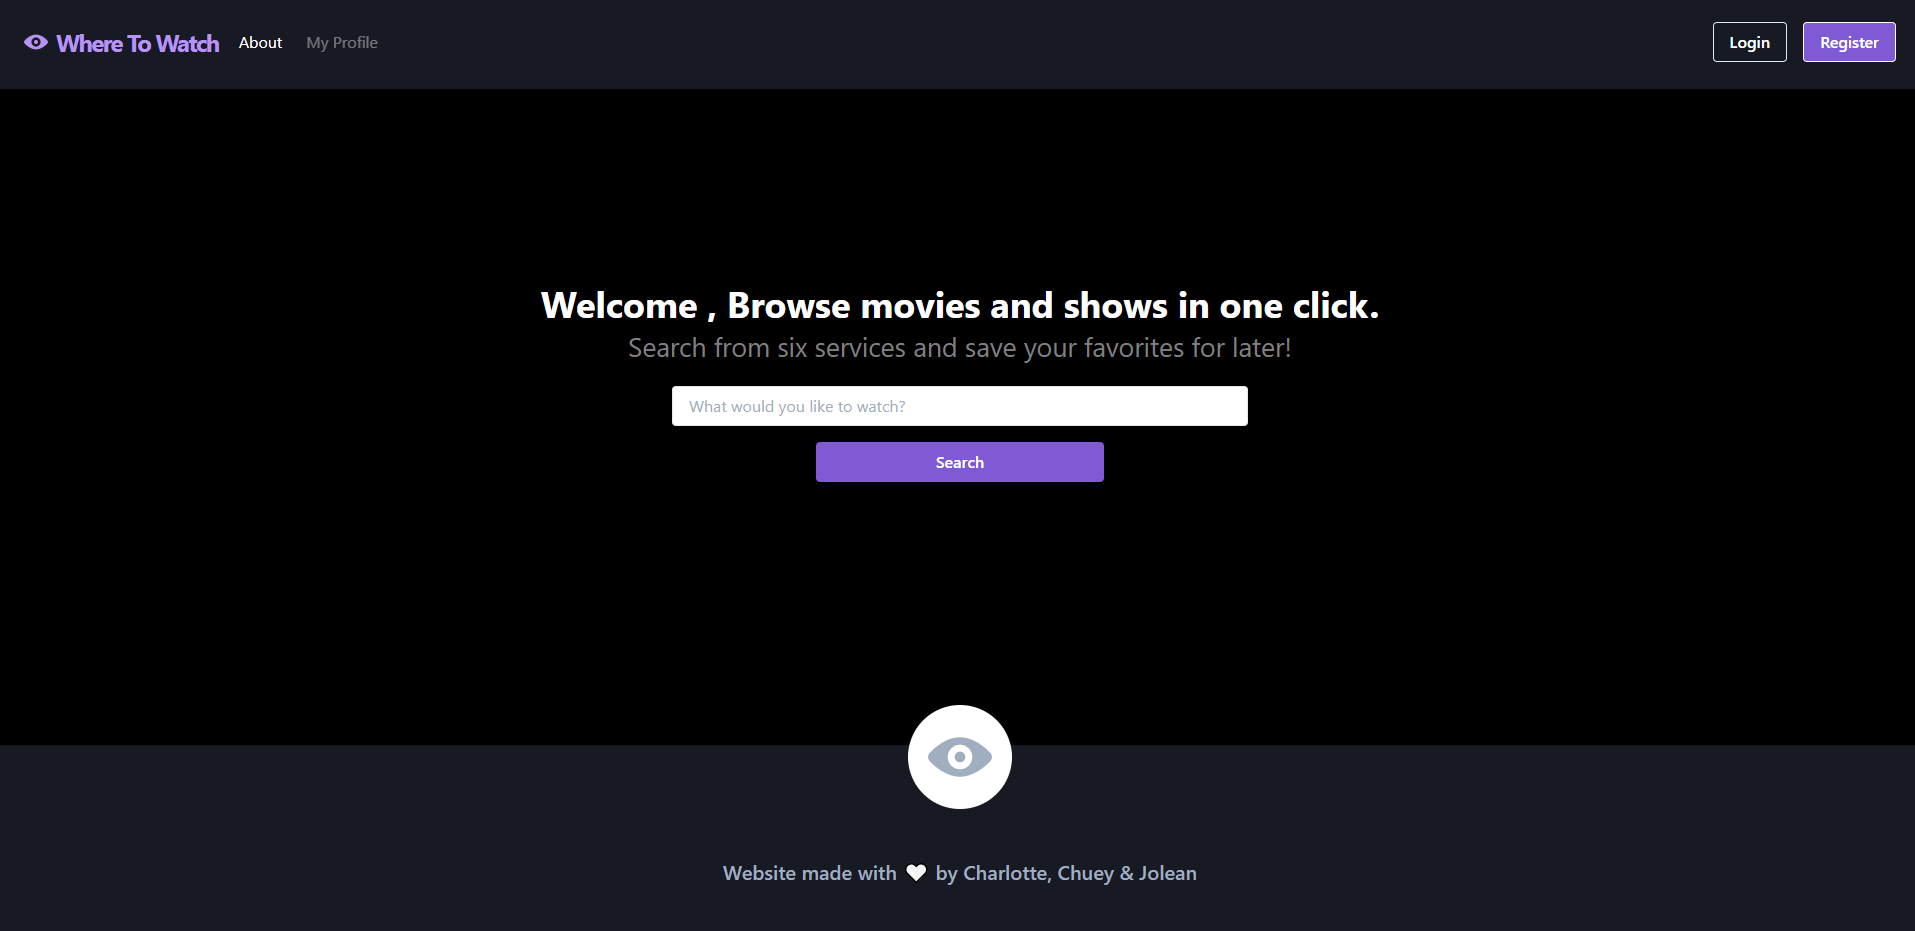 Where To Watch About My Profile Login Register
Welcome , Browse movies and shows in one click.
Search from six services and save your favorites for later!
What would you like to watch?
Search
Website made with 🤍 by Charlotte, Chuey & Jolean